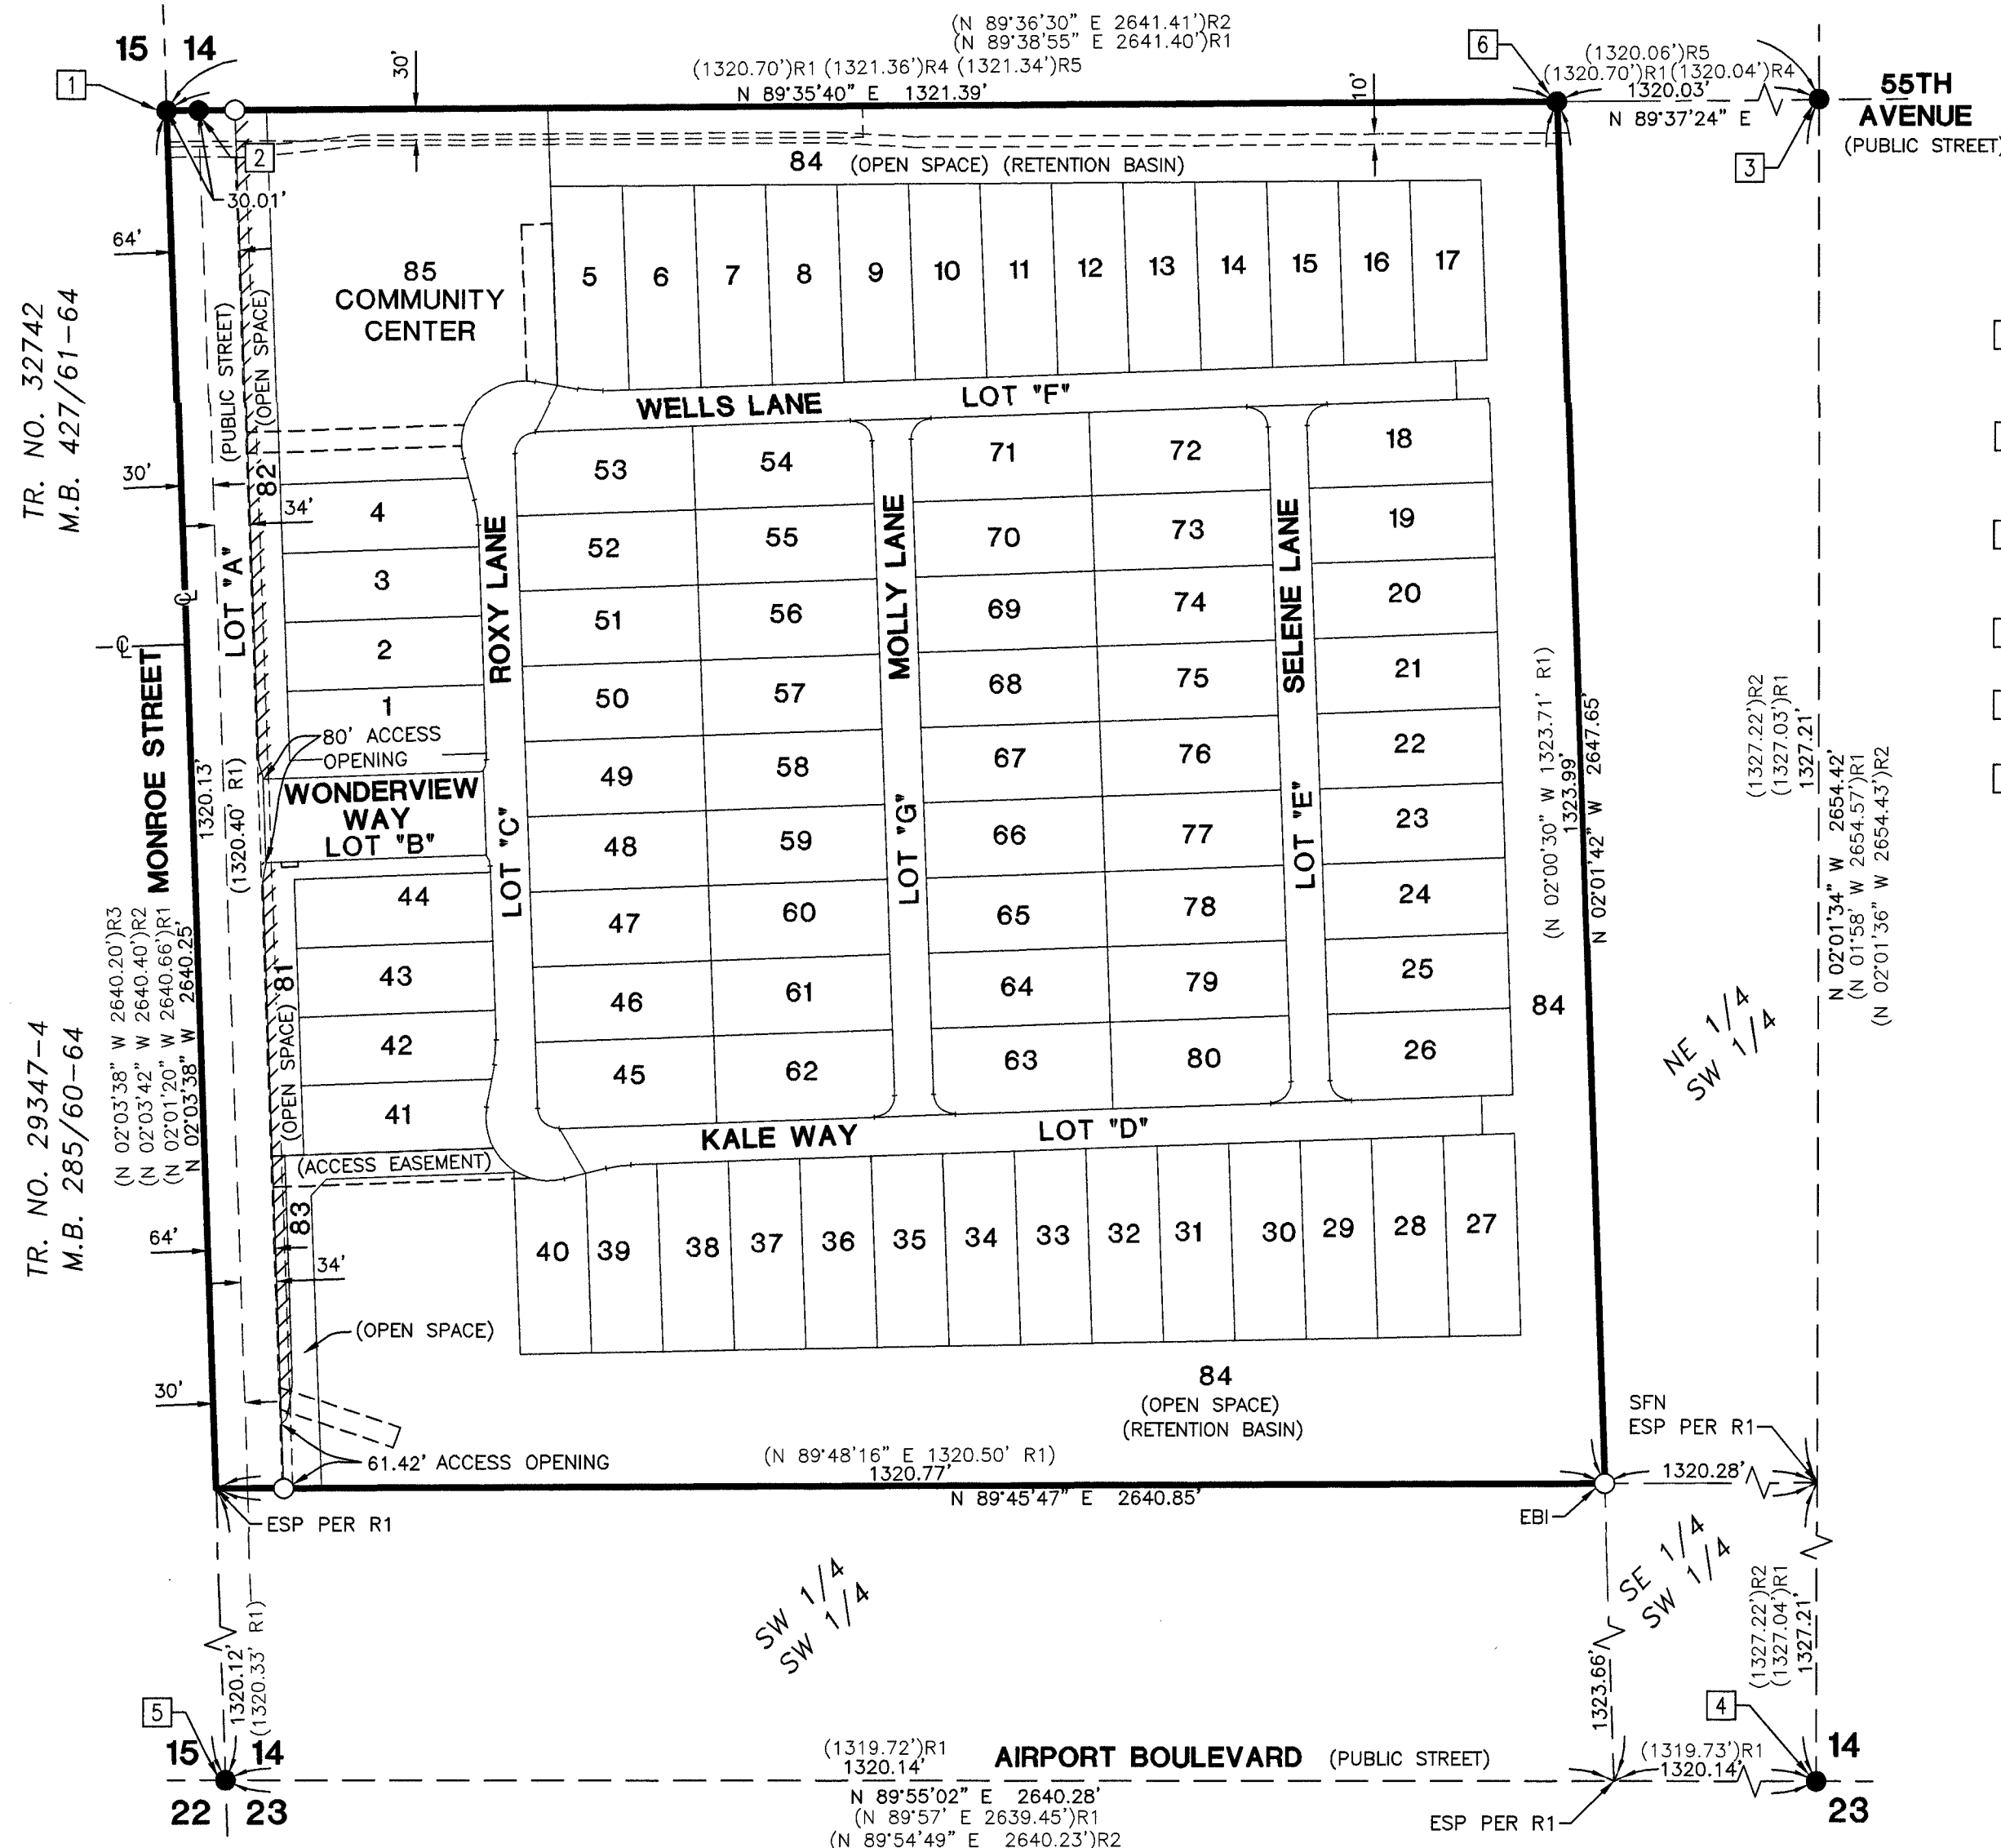 (N 89°36'30" E 2641.41')R2
(N 89°38'55" E 2641.40')R1
(1320.70')R1 (1321.36')R4 (1321.34')R5
N 89°35'40" E 1321.39'
15 14
1
30'
10'
6
(1320.06')R5
(1320.70')R1(1320.04')R4
1320.03'
N 89°37'24" E
55TH
AVENUE
(PUBLIC STREET)
3
2
30.01'
64'
84 (OPEN SPACE) (RETENTION BASIN)
TR. NO. 32742
M.B. 427/61-64
(PUBLIC STREET)
(OPEN SPACE)
85
COMMUNITY
CENTER
5 6 7 8 9 10 11 12 13 14 15 16 17
WELLS LANE LOT "F"
30'
82
34'
LOT "A"
℄
℄
4
3
2
1
ROXY LANE
LOT "C"
53 54
52 55
51 56
50 57
49 58
48 59
47 60
46 61
45 62
MOLLY LANE
LOT "G"
71 72
70 73
69 74
68 75
67 76
66 77
65 78
64 79
63 80
SELENE LANE
LOT "E"
18
19
20
21
22
23
24
25
26
80' ACCESS
OPENING
WONDERVIEW
WAY
LOT "B"
44
43
42
41
(OPEN SPACE) 81
MONROE STREET
1320.13'
(1320.40' R1)
(N 02°03'38" W 2640.20')R3
(N 02°03'42" W 2640.40')R2
(N 02°01'20" W 2640.66')R1
N 02°03'38" W 2640.25'
TR. NO. 29347-4
M.B. 285/60-64
(N 02°00'30" W 1323.71' R1)
1323.99'
N 02°01'42" W 2647.65'
84
(1327.22')R2
(1327.03')R1
1327.21'
N 02°01'34" W 2654.42'
(N 01°58' W 2654.57')R1
(N 02°01'36" W 2654.43')R2
NE 1/4
SW 1/4
KALE WAY LOT "D"
(ACCESS EASEMENT)
83
64'
34'
40 39 38 37 36 35 34 33 32 31 30 29 28 27
(OPEN SPACE)
30'
84
(OPEN SPACE)
(RETENTION BASIN)
61.42' ACCESS OPENING
(N 89°48'16" E 1320.50' R1)
1320.77'
N 89°45'47" E 2640.85'
ESP PER R1
SFN
ESP PER R1
1320.28'
EBI
SW 1/4
SW 1/4
SE 1/4
SW 1/4
1320.12'
(1320.33' R1)
1323.66'
(1327.22')R2
(1327.04')R1
1327.21'
5
4
15 14
22 23
(1319.72')R1
1320.14'
AIRPORT BOULEVARD (PUBLIC STREET)
(1319.73')R1
1320.14'
14
23
N 89°55'02" E 2640.28'
(N 89°57' E 2639.45')R1
(N 89°54'49" E 2640.23')R2
ESP PER R1